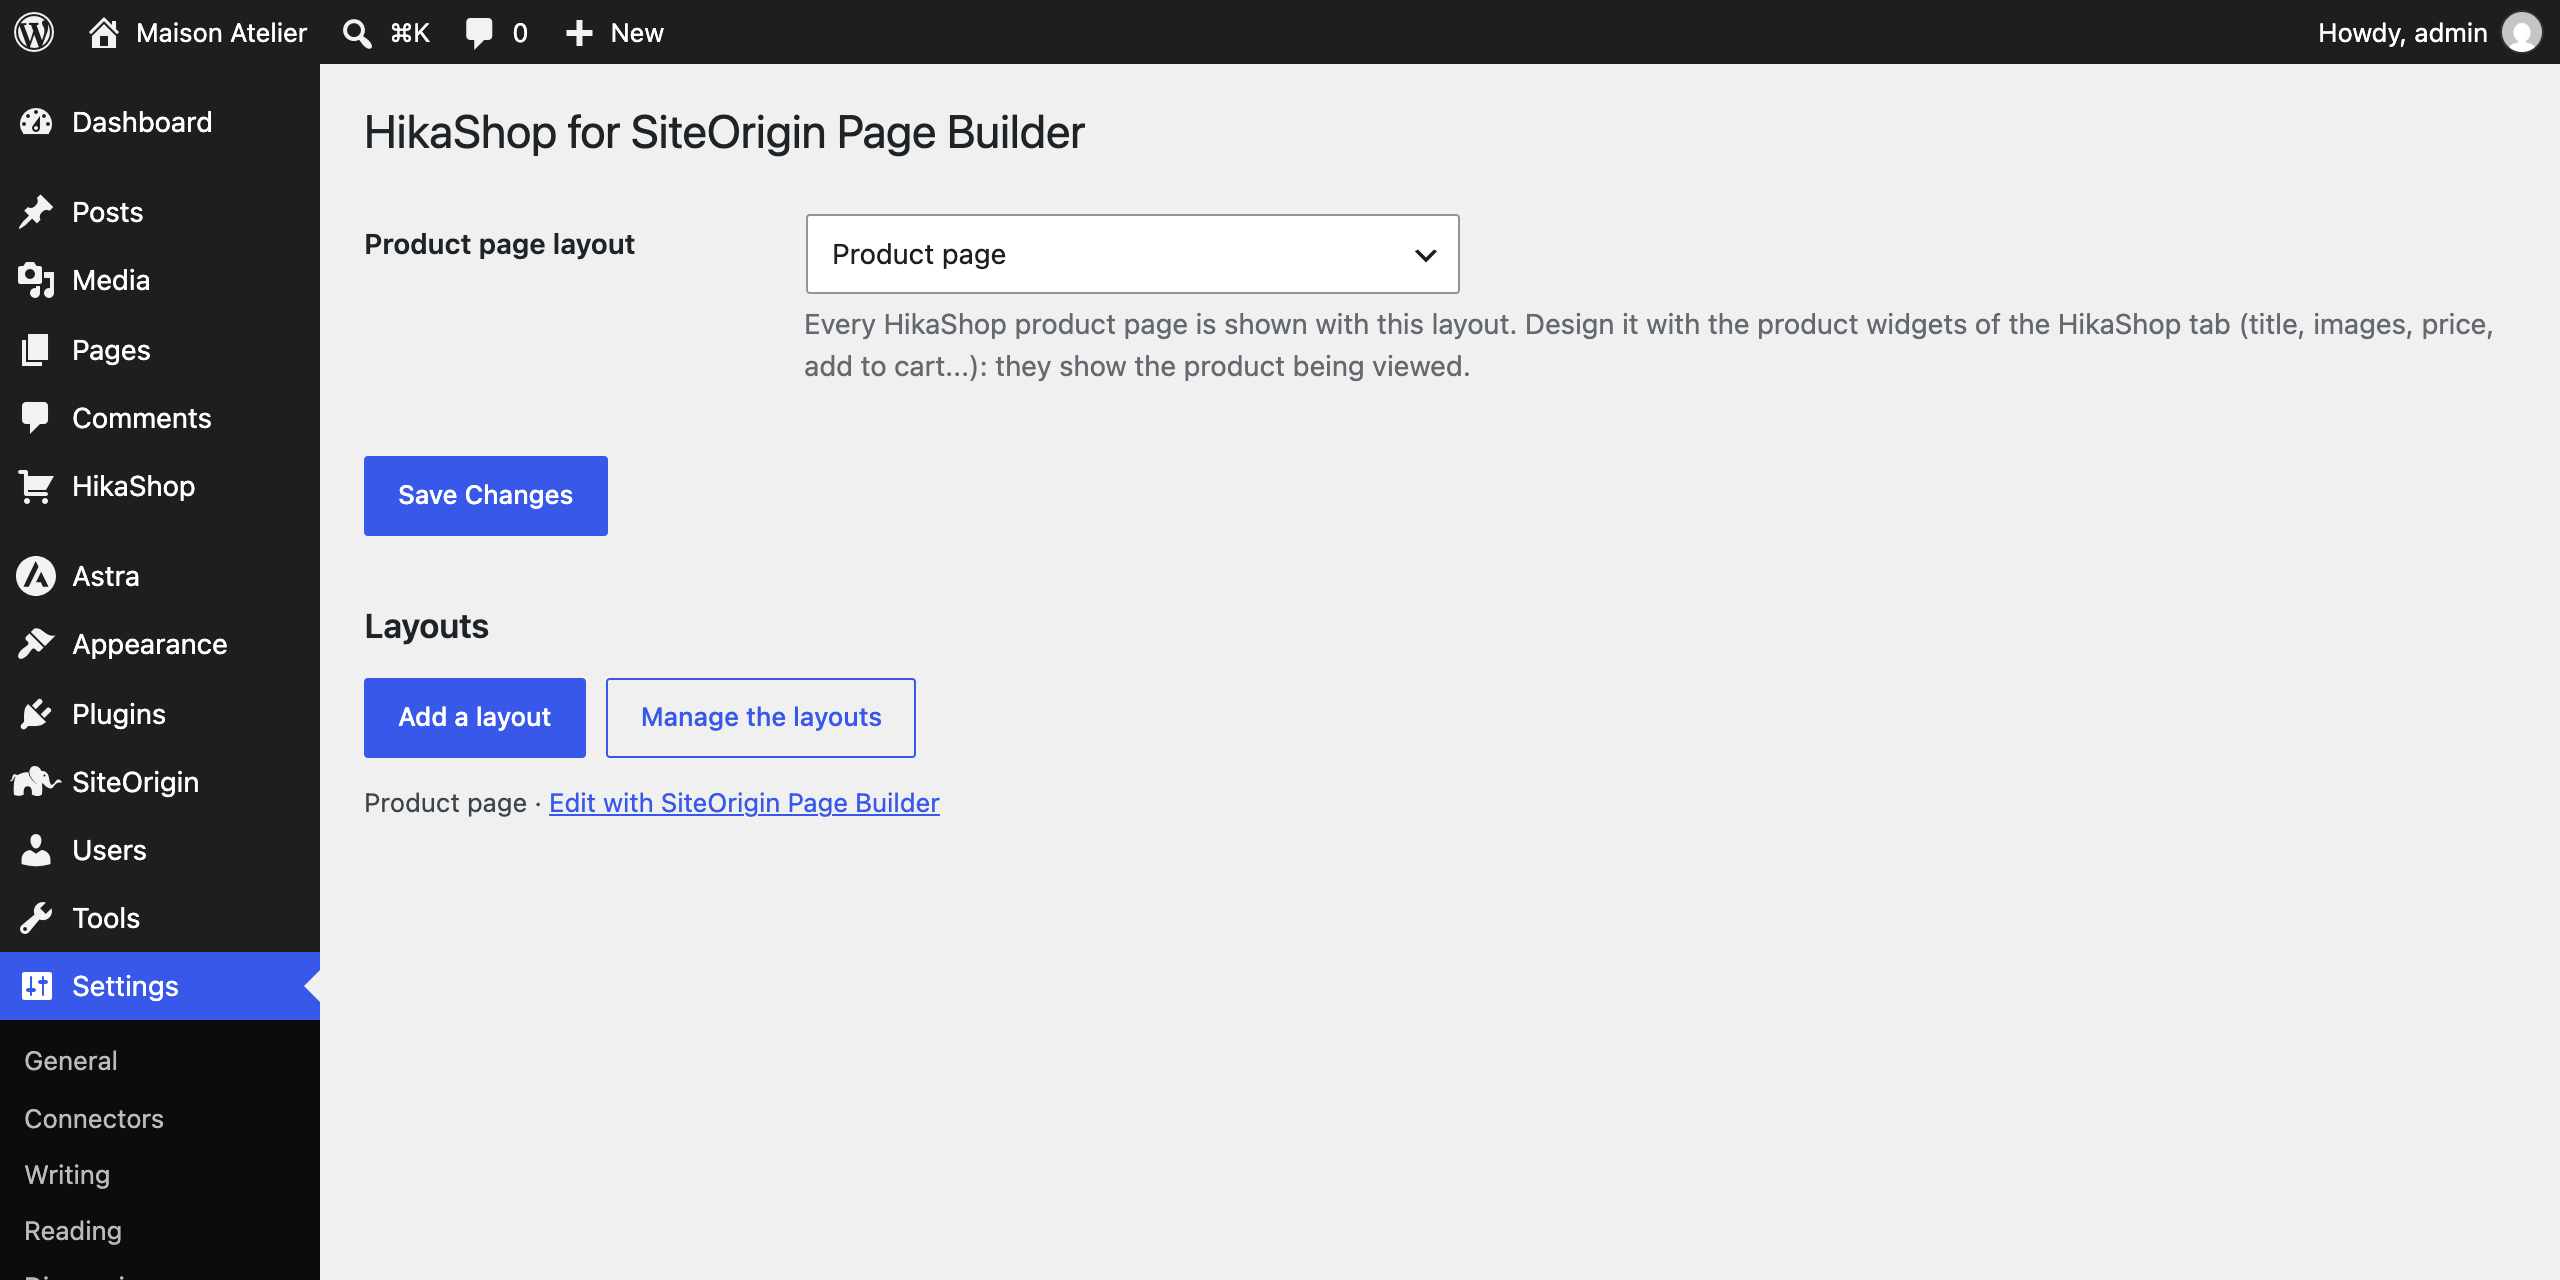 Maison Atelier ⌘K 0 New Howdy, admin
Dashboard
Posts
Media
Pages
Comments
HikaShop
Astra
Appearance
Plugins
SiteOrigin
Users
Tools
Settings
General
Connectors
Writing
Reading
HikaShop for SiteOrigin Page Builder
Product page layout
Product page
Every HikaShop product page is shown with this layout. Design it with the product widgets of the HikaShop tab (title, images, price,
add to cart...): they show the product being viewed.
Save Changes
Layouts
Add a layout
Manage the layouts
Product page · Edit with SiteOrigin Page Builder